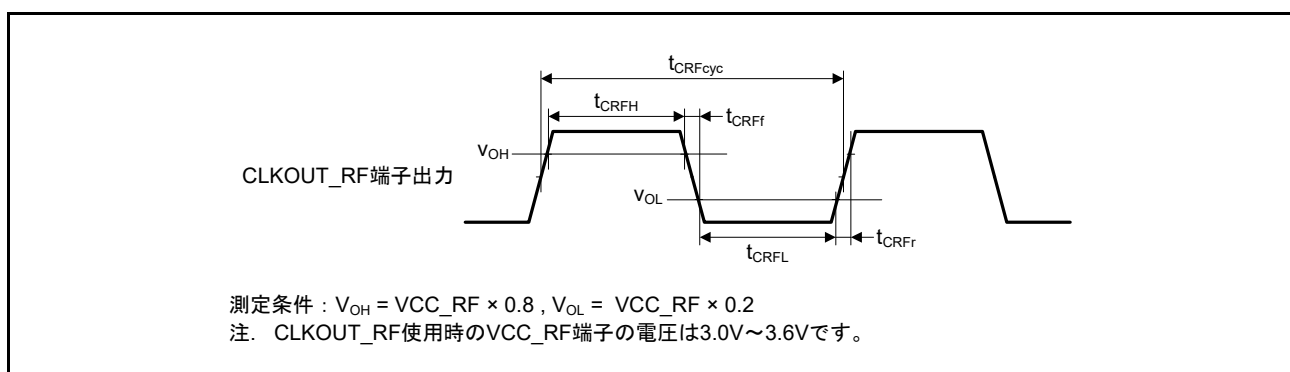 tCRFcyc
tCRFH
tCRFf
VOH
CLKOUT_RF端子出力
VOL
tCRFL
tCRFr
測定条件：VOH = VCC_RF × 0.8 , VOL = VCC_RF × 0.2
注. CLKOUT_RF使用時のVCC_RF端子の電圧は3.0V～3.6Vです。